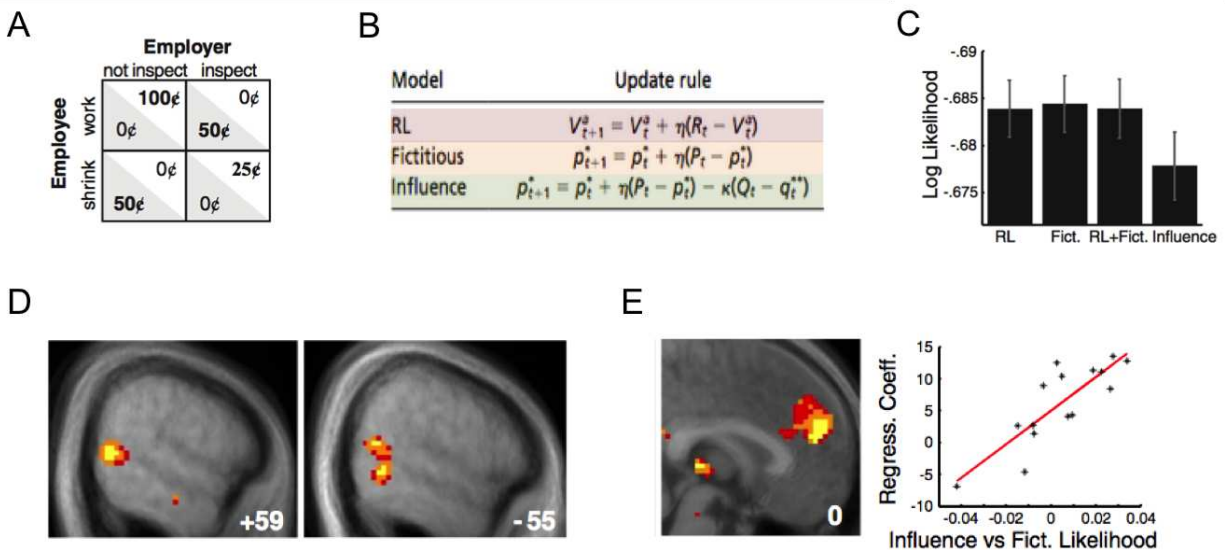 A
Employer
not inspect inspect
Employee
work
shrink
100¢ 0¢
0¢ 50¢
0¢ 25¢
50¢ 0¢
B
Model Update rule
RL V^a_{t+1} = V^a_t + η(R_t − V^a_t)
Fictitious p^*_{t+1} = p^*_t + η(P_t − p^*_t)
Influence p^*_{t+1} = p^*_t + η(P_t − p^*_t) − κ(Q_t − q^{**}_t)
C
Log Likelihood
-.69
-.685
-.68
-.675
RL Fict. RL+Fict. Influence
D
+59
-55
E
0
Regress. Coeff.
15
10
5
0
-5
-10
-0.04 -0.02 0 0.02 0.04
Influence vs Fict. Likelihood